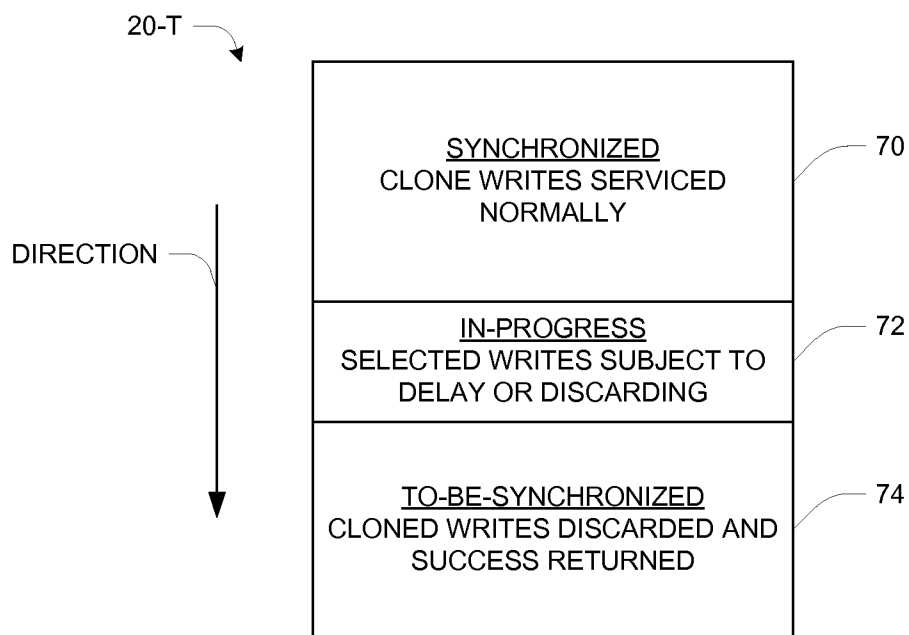 20-T
SYNCHRONIZED
CLONE WRITES SERVICED
NORMALLY
70
DIRECTION
IN-PROGRESS
SELECTED WRITES SUBJECT TO
DELAY OR DISCARDING
72
TO-BE-SYNCHRONIZED
CLONED WRITES DISCARDED AND
SUCCESS RETURNED
74